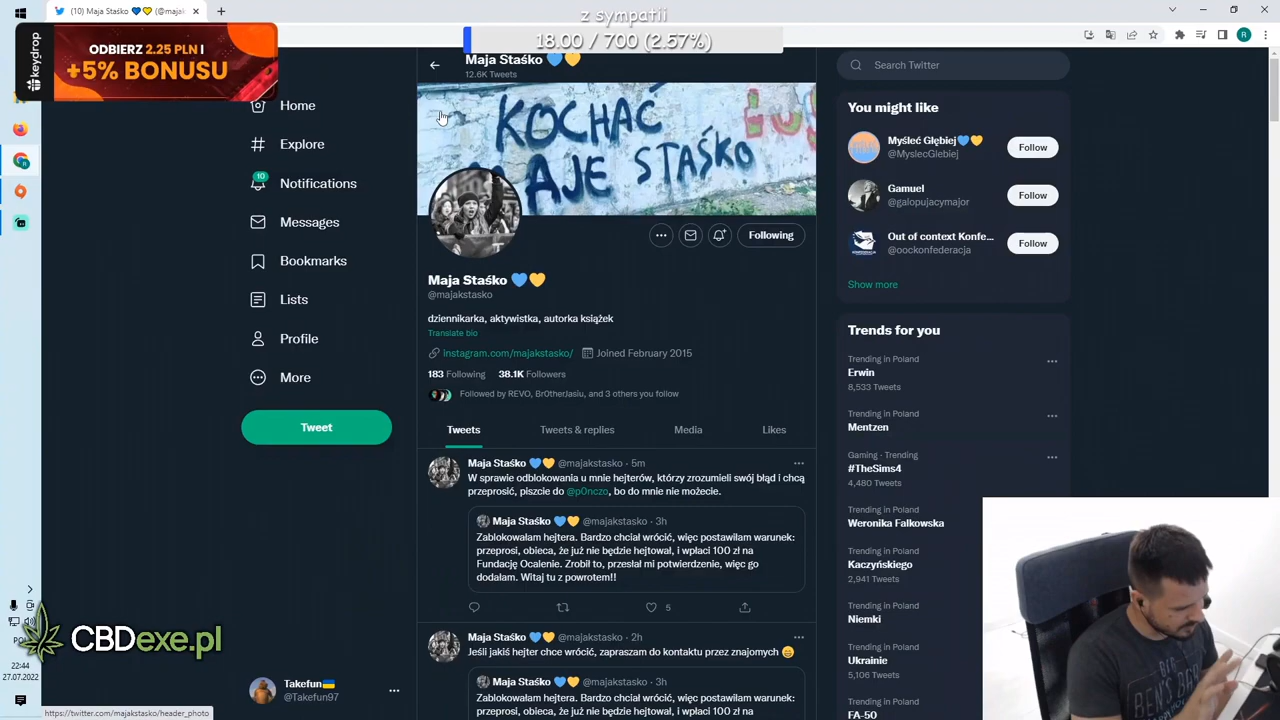 (10) Maja Staśko 💙💛 (@majak
z sympatii
18.00 / 700 (2.57%)
keydrop
ODBIERZ 2.25 PLN I
+5% BONUSU
Home
Explore
10
Notifications
Messages
Bookmarks
Lists
Profile
More
Tweet
Takefun🇺🇦
@Takefun97
CBDexe.pl
22:44
27.07.2022
https://twitter.com/majakstasko/header_photo
Maja Staśko 💙💛
12.6K Tweets
KOCHAĆ
MAJE STAŚKO
Following
Maja Staśko 💙💛
@majakstasko
dziennikarka, aktywistka, autorka książek
Translate bio
instagram.com/majakstasko/ Joined February 2015
183 Following 38.1K Followers
Followed by REVO, Br0therJasiu, and 3 others you follow
Tweets Tweets & replies Media Likes
Maja Staśko 💙💛 @majakstasko · 5m
W sprawie odblokowania u mnie hejterów, którzy zrozumieli swój błąd i chcą
przeprosić, piszcie do @p0nczo, bo do mnie nie możecie.
Maja Staśko 💙💛 @majakstasko · 3h
Zablokowałam hejtera. Bardzo chciał wrócić, więc postawiłam warunek:
przeprosi, obieca, że już nie będzie hejtował, i wpłaci 100 zł na
Fundację Ocalenie. Zrobił to, przesłał mi potwierdzenie, więc go
dodałam. Witaj tu z powrotem!!
5
Maja Staśko 💙💛 @majakstasko · 2h
Jeśli jakiś hejter chce wrócić, zapraszam do kontaktu przez znajomych 😄
Maja Staśko 💙💛 @majakstasko · 3h
Zablokowałam hejtera. Bardzo chciał wrócić, więc postawiłam warunek:
przeprosi, obieca, że już nie będzie hejtował, i wpłaci 100 zł na
Search Twitter
R
You might like
Myśleć Głębiej💙💛
@MyslecGlebiej
Follow
Gamuel
@galopujacymajor
Follow
Out of context Konfe...
@oockonfederacja
Follow
Show more
Trends for you
Trending in Poland
Erwin
8,533 Tweets
Trending in Poland
Mentzen
Gaming · Trending
#TheSims4
4,480 Tweets
Trending in Poland
Weronika Falkowska
Trending in Poland
Kaczyńskiego
2,941 Tweets
Trending in Poland
Niemki
Trending in Poland
Ukrainie
5,106 Tweets
Trending in Poland
FA-50